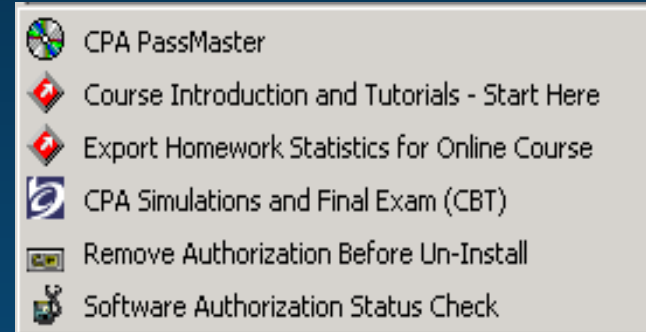 CPA PassMaster
Course Introduction and Tutorials - Start Here
Export Homework Statistics for Online Course
CPA Simulations and Final Exam (CBT)
Remove Authorization Before Un-Install
Software Authorization Status Check